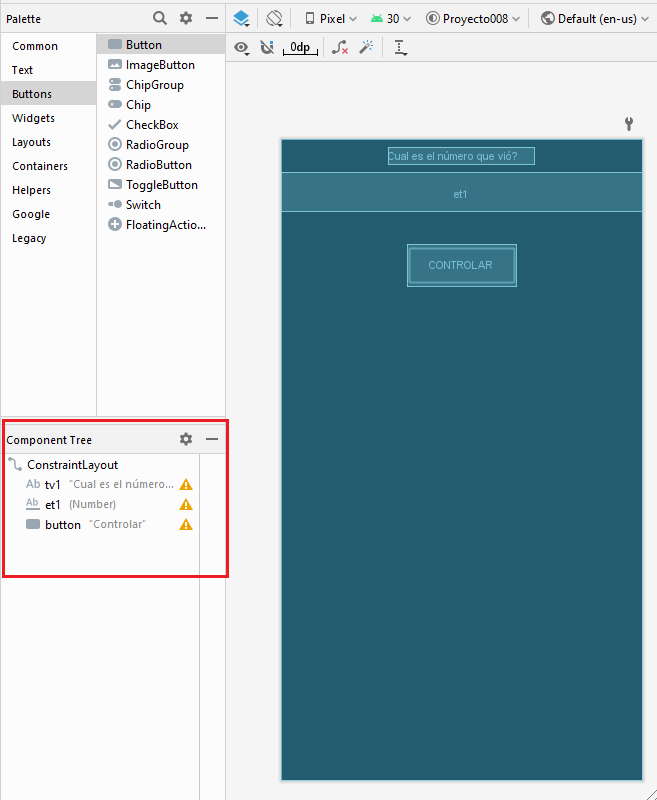 Palette
Pixel
30
Proyecto008
Default (en-us)
0dp
Common
Text
Buttons
Widgets
Layouts
Containers
Helpers
Google
Legacy
Button
ImageButton
ChipGroup
Chip
CheckBox
RadioGroup
RadioButton
ToggleButton
Switch
FloatingActio...
Cual es el número que vió?
et1
CONTROLAR
Component Tree
ConstraintLayout
Ab tv1 "Cual es el número...
Ab et1 (Number)
button "Controlar"